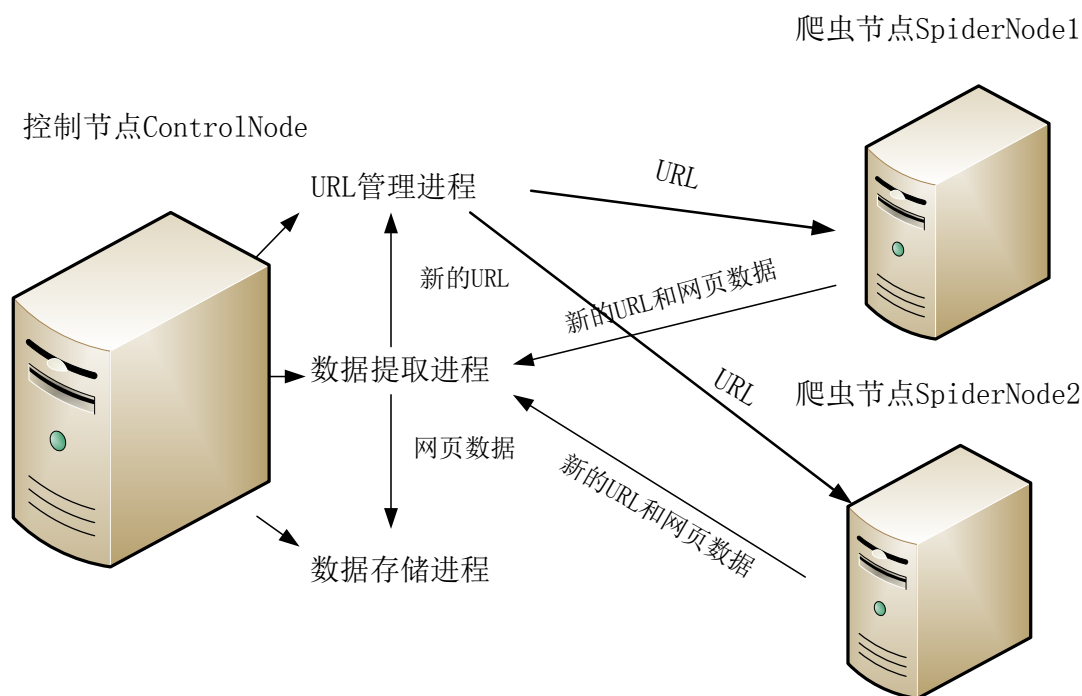 爬虫节点SpiderNode1
控制节点ControlNode
URL管理进程
URL
新的URL
新的URL和网页数据
数据提取进程
URL
爬虫节点SpiderNode2
网页数据
新的URL和网页数据
数据存储进程